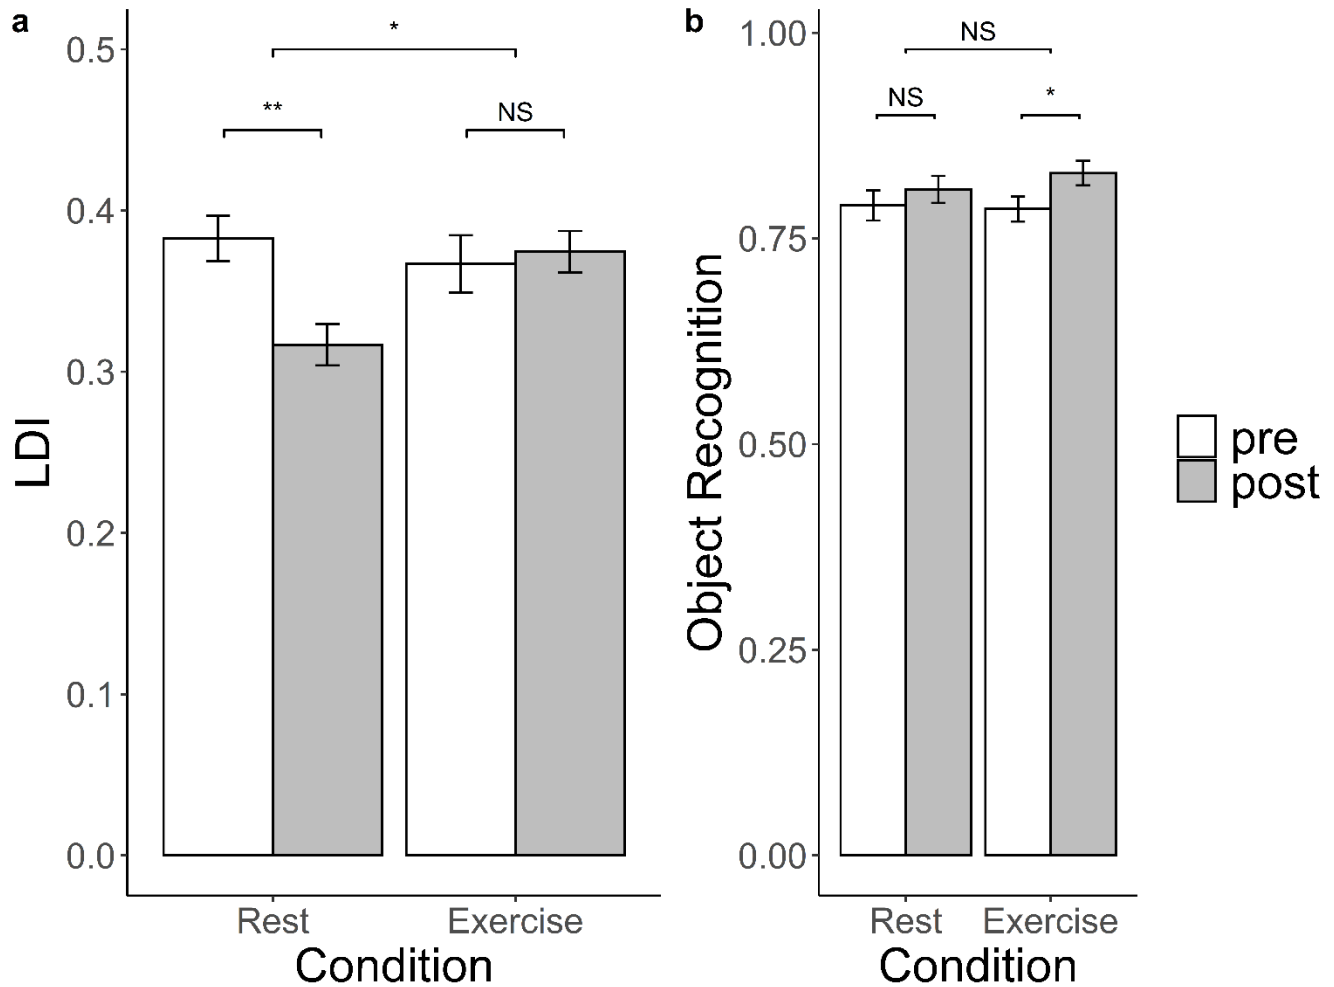 a
*
**
NS
0.5
0.4
0.3
0.2
0.1
0.0
LDI
Rest Exercise
Condition
b
NS
NS
*
1.00
0.75
0.50
0.25
0.00
Object Recognition
Rest Exercise
Condition
pre
post